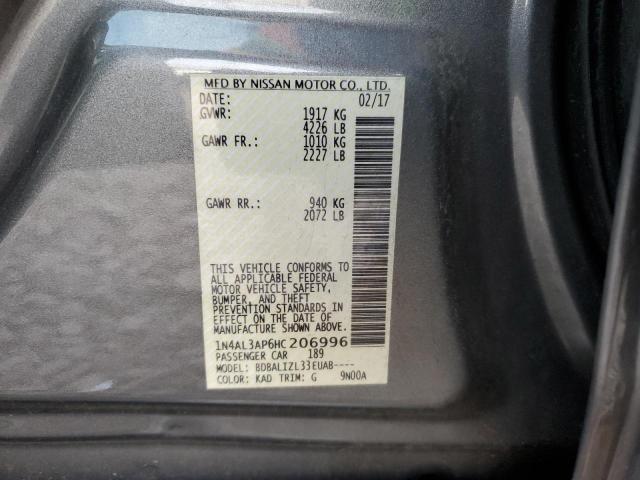 MFD BY NISSAN MOTOR CO., LTD.
DATE: 02/17
GVWR: 1917 KG
4226 LB
GAWR FR.: 1010 KG
2227 LB
GAWR RR.: 940 KG
2072 LB
THIS VEHICLE CONFORMS TO
ALL APPLICABLE FEDERAL
MOTOR VEHICLE SAFETY,
BUMPER, AND THEFT
PREVENTION STANDARDS IN
EFFECT ON THE DATE OF
MANUFACTURE SHOWN ABOVE.
1N4AL3AP6HC206996
PASSENGER CAR 189
MODEL: BDBALIZL33EUAB----
COLOR: KAD TRIM: G 9N00A